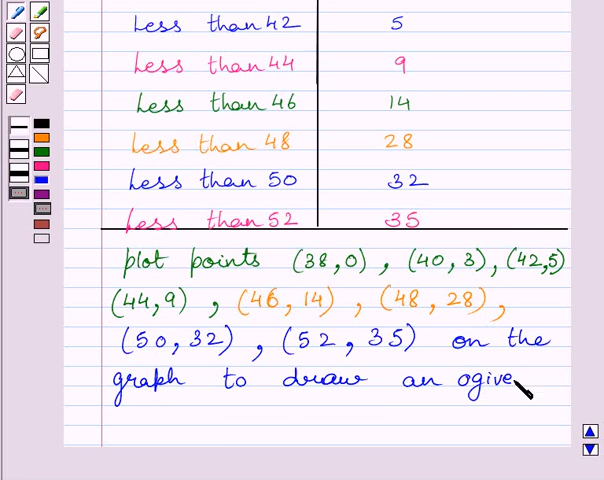 Less than 42 5
Less than 44 9
Less than 46 14
Less than 48 28
Less than 50 32
Less than 52 35
plot points (38,0), (40,3), (42,5)
(44,9), (46,14), (48,28),
(50,32), (52,35) on the
graph to draw an ogive